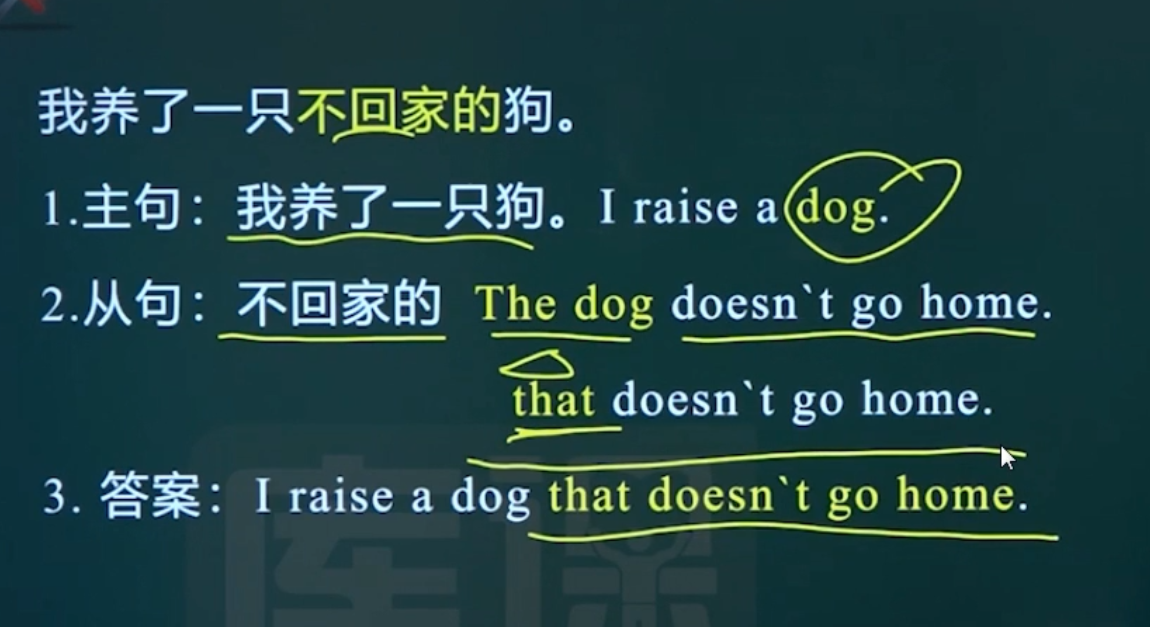 我养了一只不回家的狗。
1.主句：我养了一只狗。 I raise a dog.
2.从句：不回家的 The dog doesn`t go home.
that doesn`t go home.
3. 答案：I raise a dog that doesn`t go home.
库课